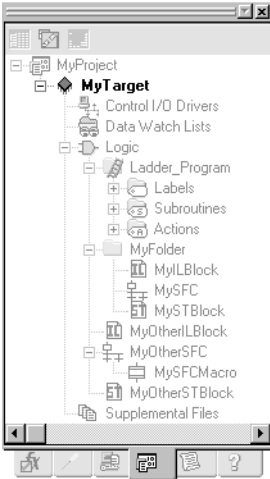 MyProject
MyTarget
Control I/O Drivers
Data Watch Lists
Logic
Ladder_Program
Labels
Subroutines
Actions
MyFolder
MyILBlock
MySFC
MySTBlock
MyOtherILBlock
MyOtherSFC
MySFCMacro
MyOtherSTBlock
Supplemental Files